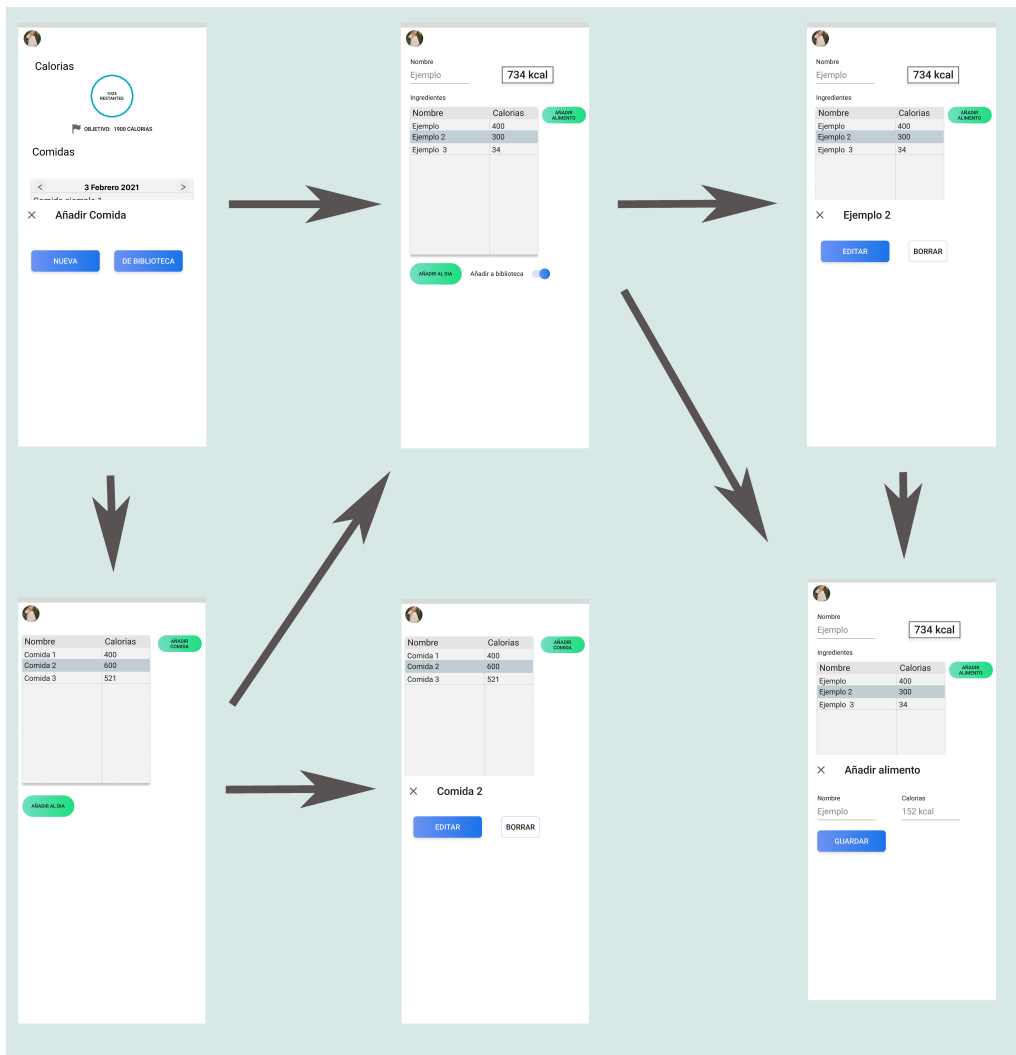 Calorias
1024
RESTANTES
OBJETIVO: 1900 CALORIAS
Comidas
< 3 Febrero 2021 >
Comida ejemplo 1
Añadir Comida
NUEVA DE BIBLIOTECA
Nombre
Ejemplo 734 kcal
Ingredientes
Nombre Calorias AÑADIR
ALIMENTO
Ejemplo 400
Ejemplo 2 300
Ejemplo 3 34
AÑADIR AL DIA Añadir a biblioteca
Nombre
Ejemplo 734 kcal
Ingredientes
Nombre Calorias AÑADIR
ALIMENTO
Ejemplo 400
Ejemplo 2 300
Ejemplo 3 34
Ejemplo 2
EDITAR BORRAR
Nombre Calorias AÑADIR
COMIDA
Comida 1 400
Comida 2 600
Comida 3 521
AÑADIR AL DIA
Nombre Calorias AÑADIR
COMIDA
Comida 1 400
Comida 2 600
Comida 3 521
Comida 2
EDITAR BORRAR
Nombre
Ejemplo 734 kcal
Ingredientes
Nombre Calorias AÑADIR
ALIMENTO
Ejemplo 400
Ejemplo 2 300
Ejemplo 3 34
Añadir alimento
Nombre Calorias
Ejemplo 152 kcal
GUARDAR